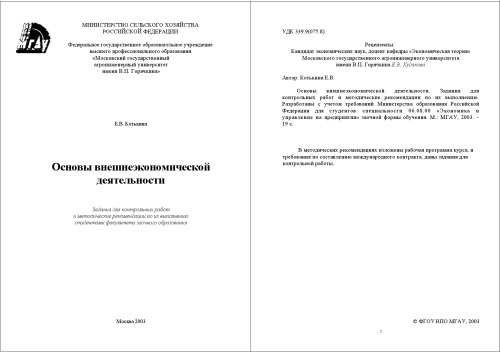 МГАУ
МИНИСТЕРСТВО СЕЛЬСКОГО ХОЗЯЙСТВА
РОССИЙСКОЙ ФЕДЕРАЦИИ
Федеральное государственное образовательное учреждение
высшего профессионального образования
«Московский государственный
агроинженерный университет
имени В.П. Горячкина»
Е.В. Котькина
Основы внешнеэкономической
деятельности
Задания для контрольных работ
и методические рекомендации по их выполнению
студентами факультета заочного образования
Москва 2003
УДК 339.9(075.8)
Рецензенты:
Кандидат экономических наук, доцент кафедры «Экономическая теория»
Московского государственного агроинженерного университета
имени В.П. Горячкина Е.В. Худякова
Автор: Котькина Е.В
Основы внешнеэкономической деятельности. Задания для
контрольных работ и методические рекомендации по их выполнению.
Разработаны с учетом требований Министерства образования Российской
Федерации для студентов специальности 06.08.00 «Экономика и
управление на предприятии» заочной формы обучения. М.: МГАУ, 2003. –
19 с.
В методических рекомендациях изложены рабочая программа курса, и
требования по составлению международного контракта, даны задания для
контрольной работы.
© ФГОУ ВПО МГАУ, 2003
2